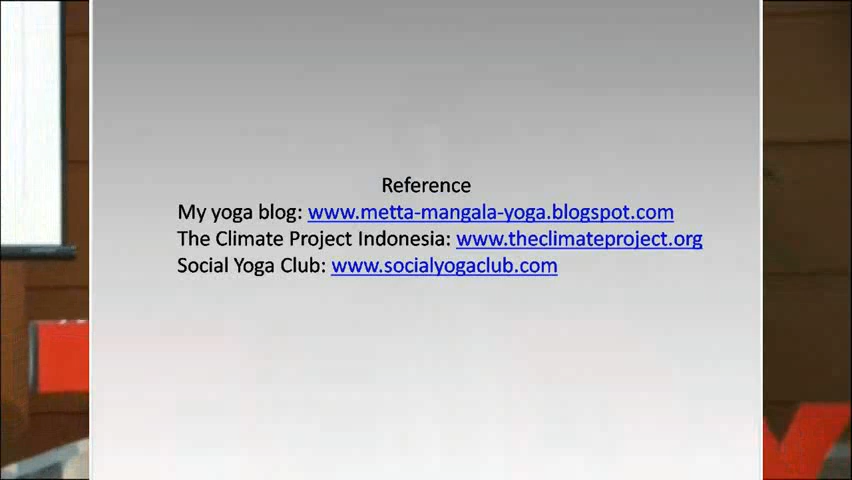 Reference
My yoga blog: www.metta-mangala-yoga.blogspot.com
The Climate Project Indonesia: www.theclimateproject.org
Social Yoga Club: www.socialyogaclub.com